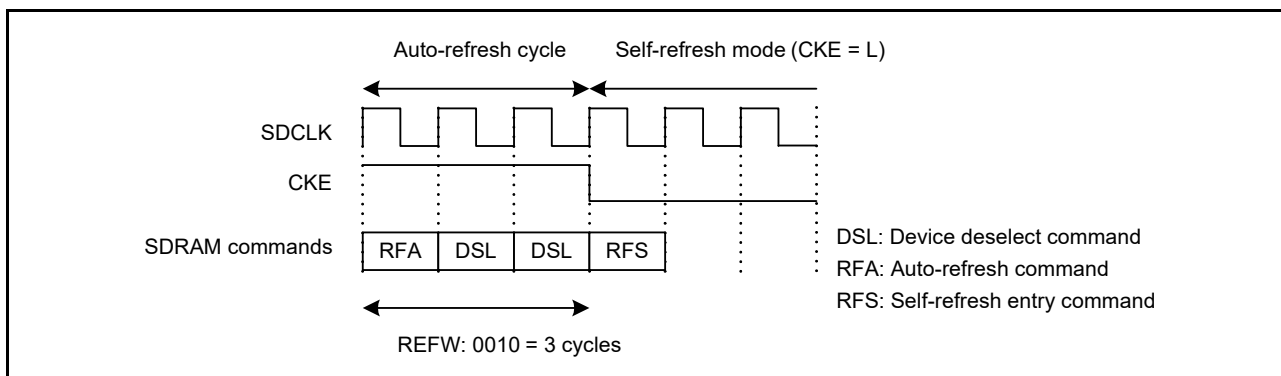 Auto-refresh cycle Self-refresh mode (CKE = L)
SDCLK
CKE
SDRAM commands RFA DSL DSL RFS
DSL: Device deselect command
RFA: Auto-refresh command
RFS: Self-refresh entry command
REFW: 0010 = 3 cycles